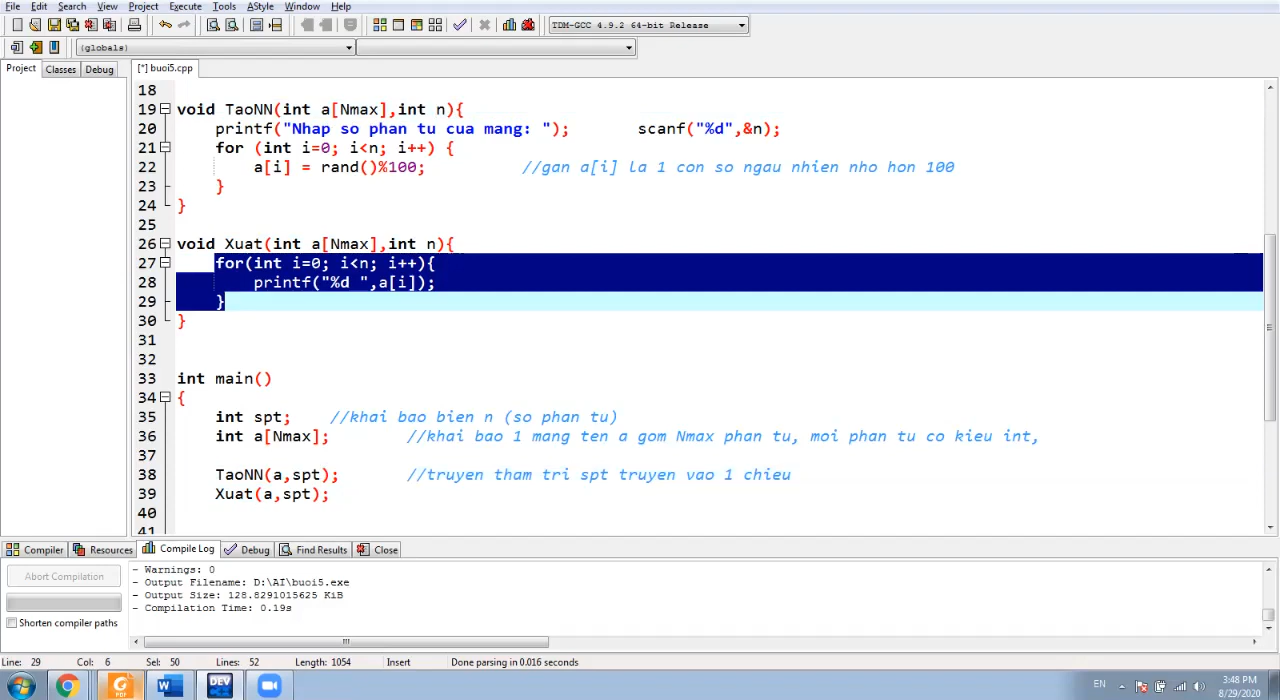 File Edit Search View Project Execute Tools AStyle Window Help
TDM-GCC 4.9.2 64-bit Release
(globals)
Project Classes Debug [*] buoi5.cpp
18
19 void TaoNN(int a[Nmax],int n){
20 printf("Nhap so phan tu cua mang: "); scanf("%d",&n);
21 for (int i=0; i<n; i++) {
22 a[i] = rand()%100; //gan a[i] la 1 con so ngau nhien nho hon 100
23 }
24 }
25
26 void Xuat(int a[Nmax],int n){
27 for(int i=0; i<n; i++){
28 printf("%d ",a[i]);
29 }
30 }
31
32
33 int main()
34 {
35 int spt; //khai bao bien n (so phan tu)
36 int a[Nmax]; //khai bao 1 mang ten a gom Nmax phan tu, moi phan tu co kieu int,
37
38 TaoNN(a,spt); //truyen tham tri spt truyen vao 1 chieu
39 Xuat(a,spt);
40
41
Compiler Resources Compile Log Debug Find Results Close
Abort Compilation
Shorten compiler paths
- Warnings: 0
- Output Filename: D:\AI\buoi5.exe
- Output Size: 128.8291015625 KiB
- Compilation Time: 0.19s
Line: 29 Col: 6 Sel: 50 Lines: 52 Length: 1054 Insert Done parsing in 0.016 seconds
PDF
DEV
EN
3:48 PM
8/29/2020